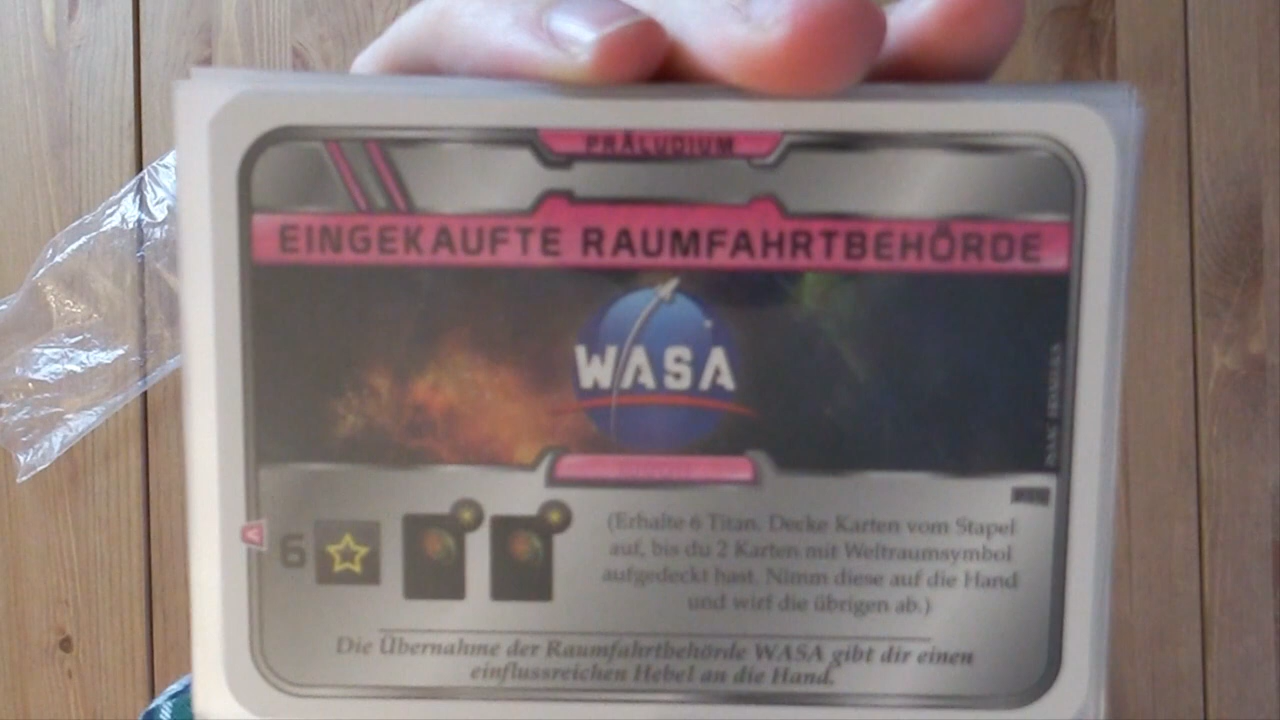 PRÄLUDIUM
EINGEKAUFTE RAUMFAHRTBEHÖRDE
WASA
6
(Erhalte 6 Titan. Decke Karten vom Stapel
auf, bis du 2 Karten mit Weltraumsymbol
aufgedeckt hast. Nimm diese auf die Hand
und wirf die übrigen ab.)
Die Übernahme der Raumfahrtbehörde WASA gibt dir einen
einflussreichen Hebel an die Hand.